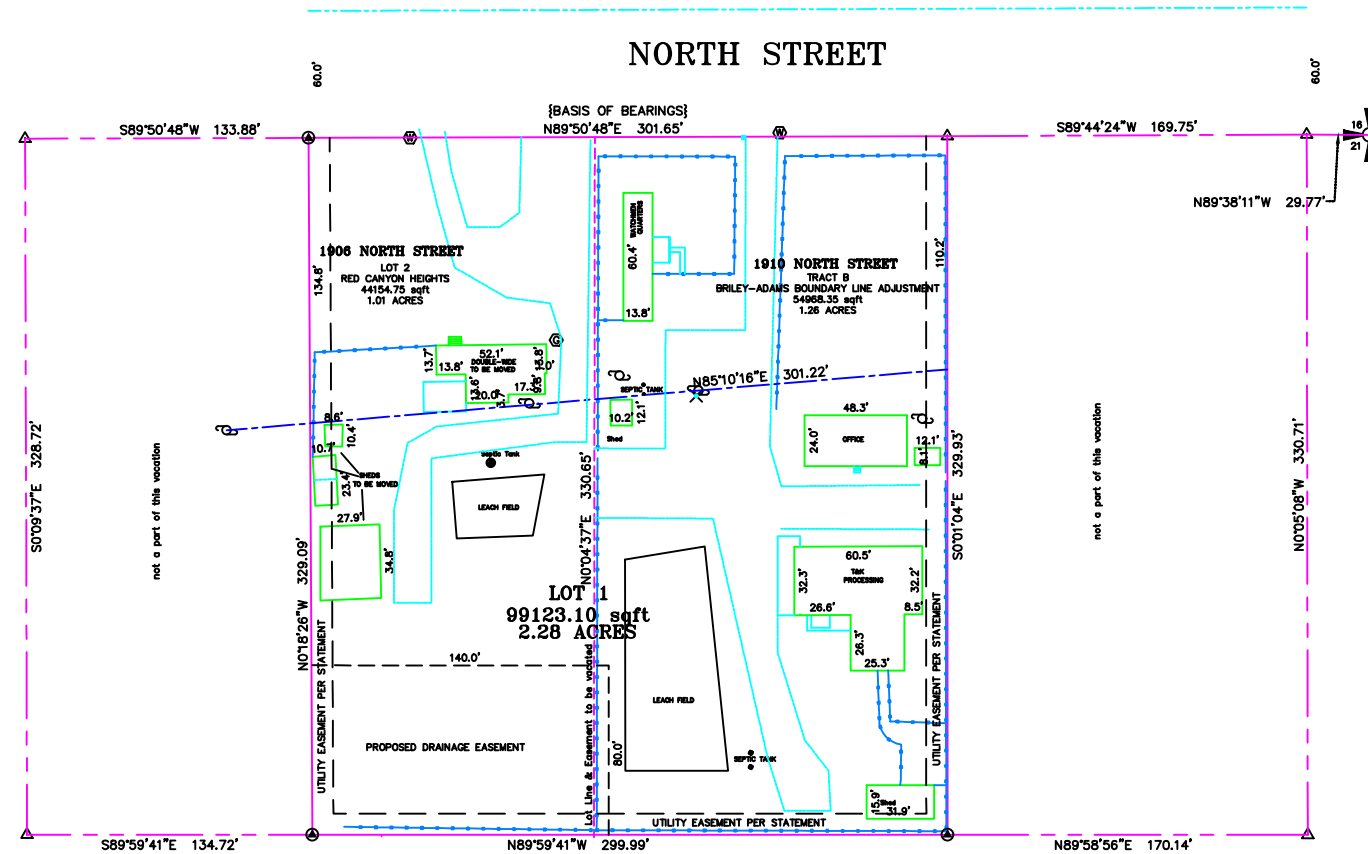 NORTH STREET
60.0'
60.0'
{BASIS OF BEARINGS}
S89°50'48"W 133.88'
N89°50'48"E 301.65'
S89°44'24"W 169.75'
16
21
N89°38'11"W 29.77'
W
G
1906 NORTH STREET
LOT 2
RED CANYON HEIGHTS
44154.75 sqft
1.01 ACRES
134.8'
WATCHMEN
QUARTERS
60.4'
13.8'
1910 NORTH STREET
TRACT B
BRILEY-ADAMS BOUNDARY LINE ADJUSTMENT
54968.35 sqft
1.26 ACRES
110.2'
13.7'
52.1'
DOUBLE-WIDE
TO BE MOVED
13.8'
13.6'
20.0'
17.3'
SEPTIC TANK
N85°10'16"E 301.22'
10.2'
12.1'
Shed
48.3'
24.0'
OFFICE
12.1'
8.1'
8.6'
10.4'
10.7'
23.4'
SHEDS
TO BE MOVED
27.9'
34.8'
Septic Tank
LEACH FIELD
S0°09'37"E 328.72'
not a part of this vacation
N0°18'26"W 329.09'
N0°04'37"E 330.65'
S0°01'04"E 329.93'
not a part of this vacation
N0°05'08"W 330.71'
60.5'
T&K
PROCESSING
32.3'
32.2'
26.6'
8.5'
26.3'
25.3'
LOT 1
99123.10 sqft
2.28 ACRES
140.0'
UTILITY EASEMENT PER STATEMENT
PROPOSED DRAINAGE EASEMENT
Lot Line & Easement to be vacated
80.0'
LEACH FIELD
SEPTIC TANK
UTILITY EASEMENT PER STATEMENT
15.9'
Shed
31.9'
UTILITY EASEMENT PER STATEMENT
S89°59'41"E 134.72'
N89°59'41"W 299.99'
N89°58'56"E 170.14'